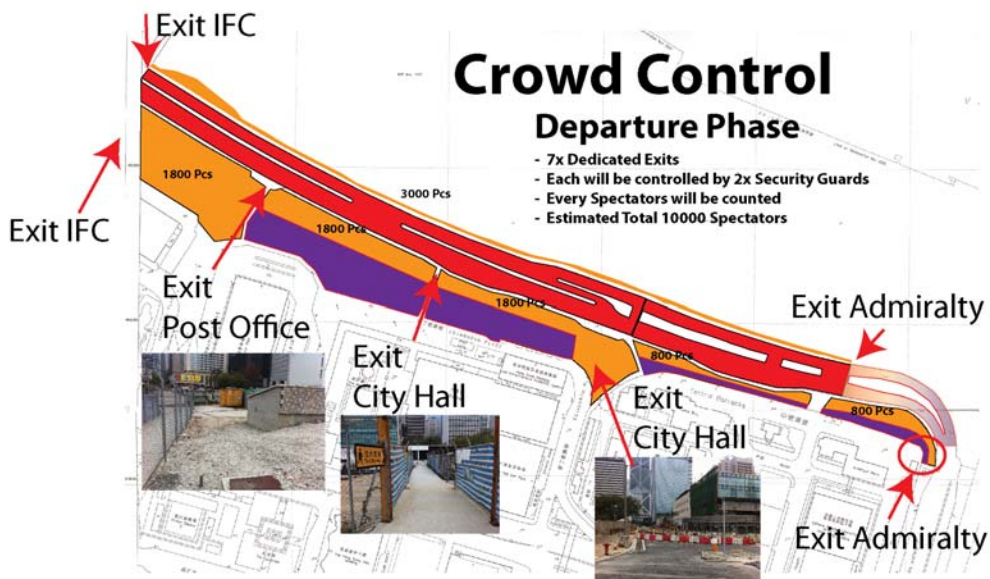 Exit IFC
Crowd Control
Departure Phase
- 7x Dedicated Exits
- Each will be controlled by 2x Security Guards
- Every Spectators will be counted
- Estimated Total 10000 Spectators
1800 Pcs
3000 Pcs
Exit IFC
1800 Pcs
Exit
Post Office
1800 Pcs
Exit Admiralty
Exit
City Hall
800 Pcs
Exit
City Hall
Central Barracks
800 Pcs
Exit Admiralty